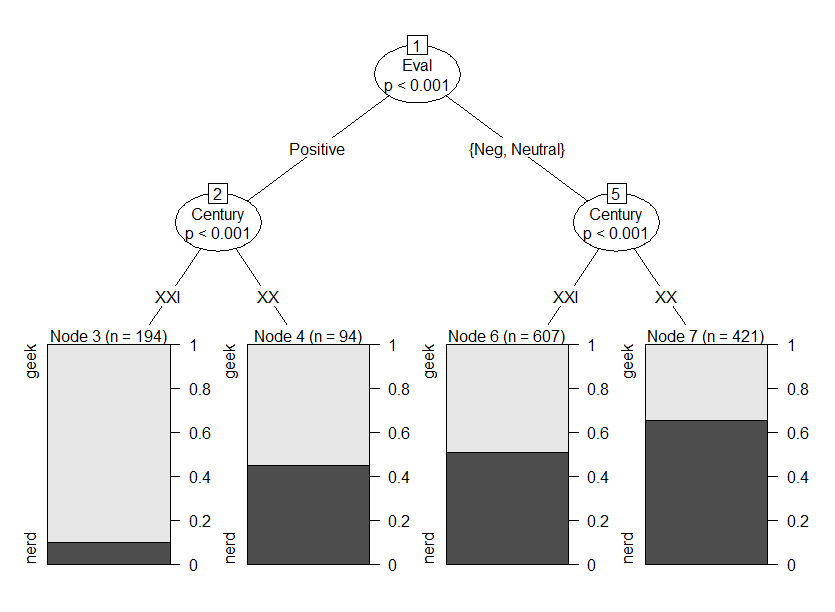 1
Eval
p < 0.001
Positive
{Neg, Neutral}
2
Century
p < 0.001
5
Century
p < 0.001
XXI
XX
XXI
XX
Node 3 (n = 194)
geek
nerd
1
0.8
0.6
0.4
0.2
0
Node 4 (n = 94)
geek
nerd
1
0.8
0.6
0.4
0.2
0
Node 6 (n = 607)
geek
nerd
1
0.8
0.6
0.4
0.2
0
Node 7 (n = 421)
geek
nerd
1
0.8
0.6
0.4
0.2
0